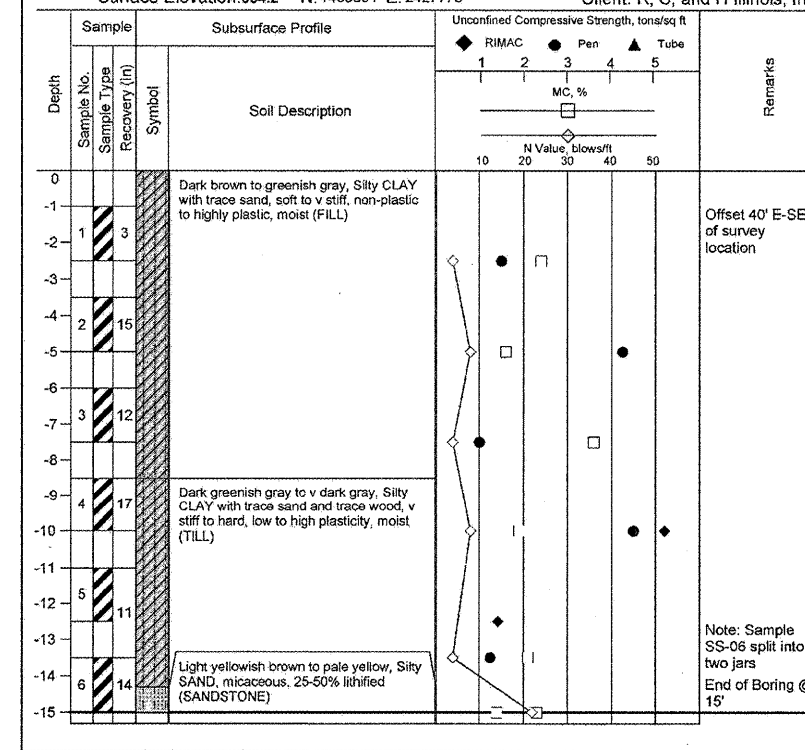 Sample
Subsurface Profile
Unconfined Compressive Strength, tons/sq ft
RIMAC Pen Tube
1 2 3 4 5
MC, %
N Value, blows/ft
10 20 30 40 50
Depth
Sample No.
Sample Type
Recovery (in)
Symbol
Soil Description
Remarks
0
-1
-2
-3
-4
-5
-6
-7
-8
-9
-10
-11
-12
-13
-14
-15
1 3
2 15
3 12
4 17
5 11
6 14
Dark brown to greenish gray, Silty CLAY
with trace sand, soft to v stiff, non-plastic
to highly plastic, moist (FILL)
Dark greenish gray to v dark gray, Silty
CLAY with trace sand and trace wood, v
stiff to hard, low to high plasticity, moist
(TILL)
Light yellowish brown to pale yellow, Silty
SAND, micaceous, 25-50% lithified
(SANDSTONE)
Offset 40' E-SE
of survey
location
Note: Sample
SS-06 split into
two jars
End of Boring @
15'